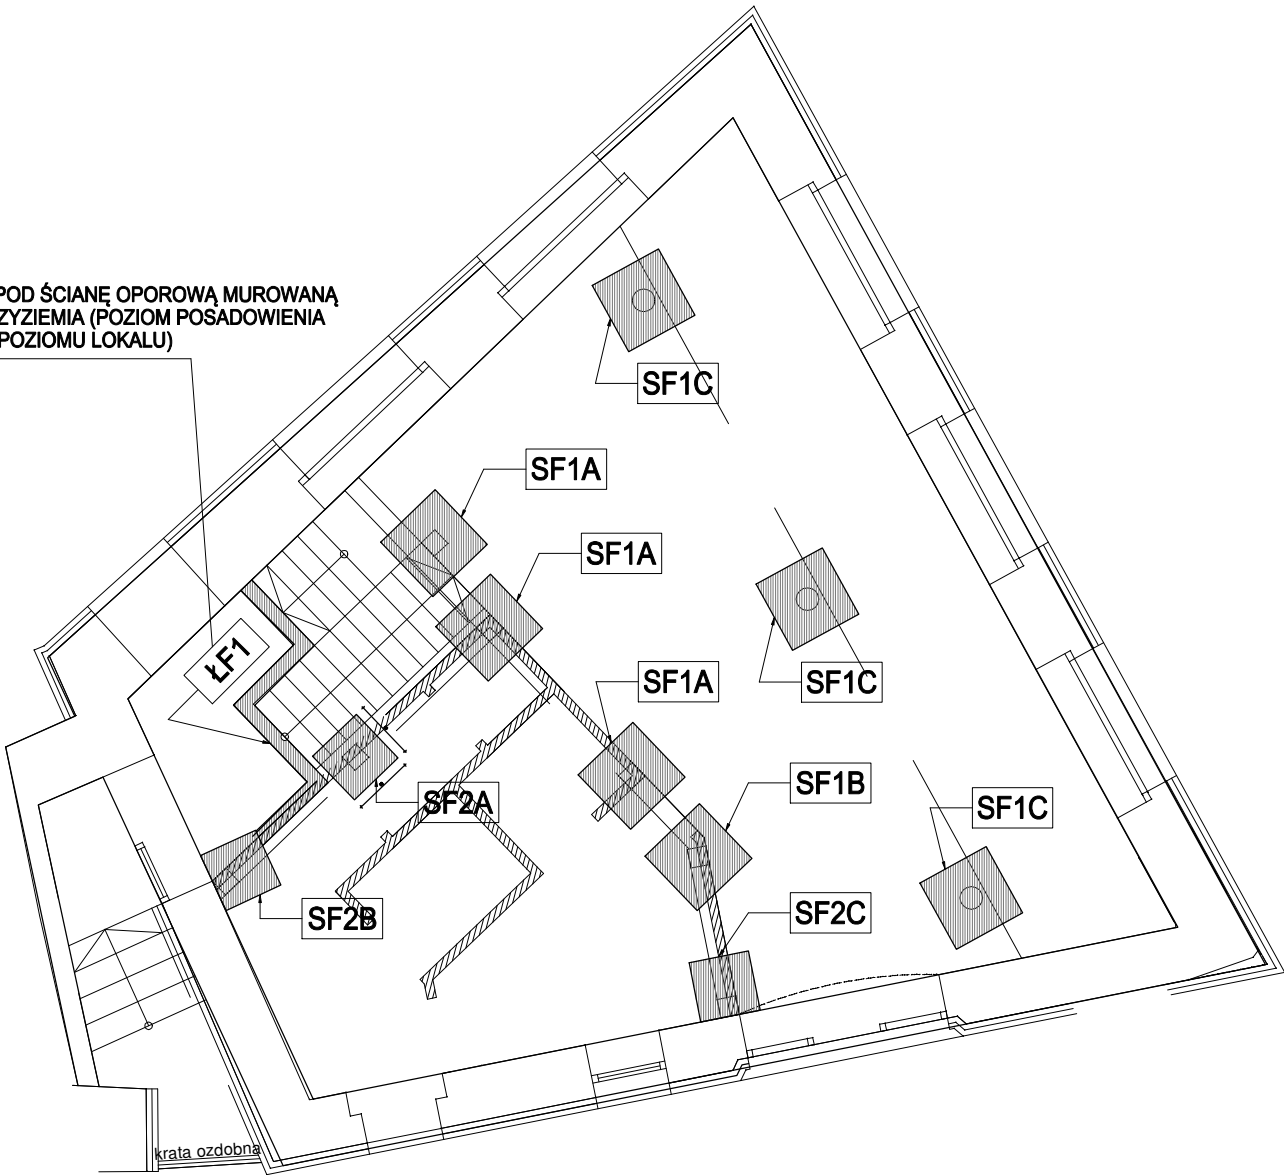 POD ŚCIANĘ OPOROWĄ MUROWANĄ
ZYZIEMIA (POZIOM POSADOWIENIA
POZIOMU LOKALU)
SF1C
SF1A
SF1A
ŁF1
SF1A
SF1C
SF1B
SF2A
SF1C
SF2B
SF2C
krata ozdobna